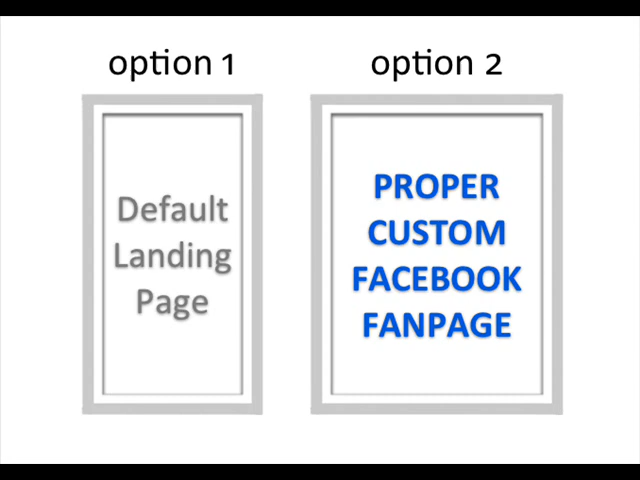 option 1
Default
Landing
Page
option 2
PROPER
CUSTOM
FACEBOOK
FANPAGE